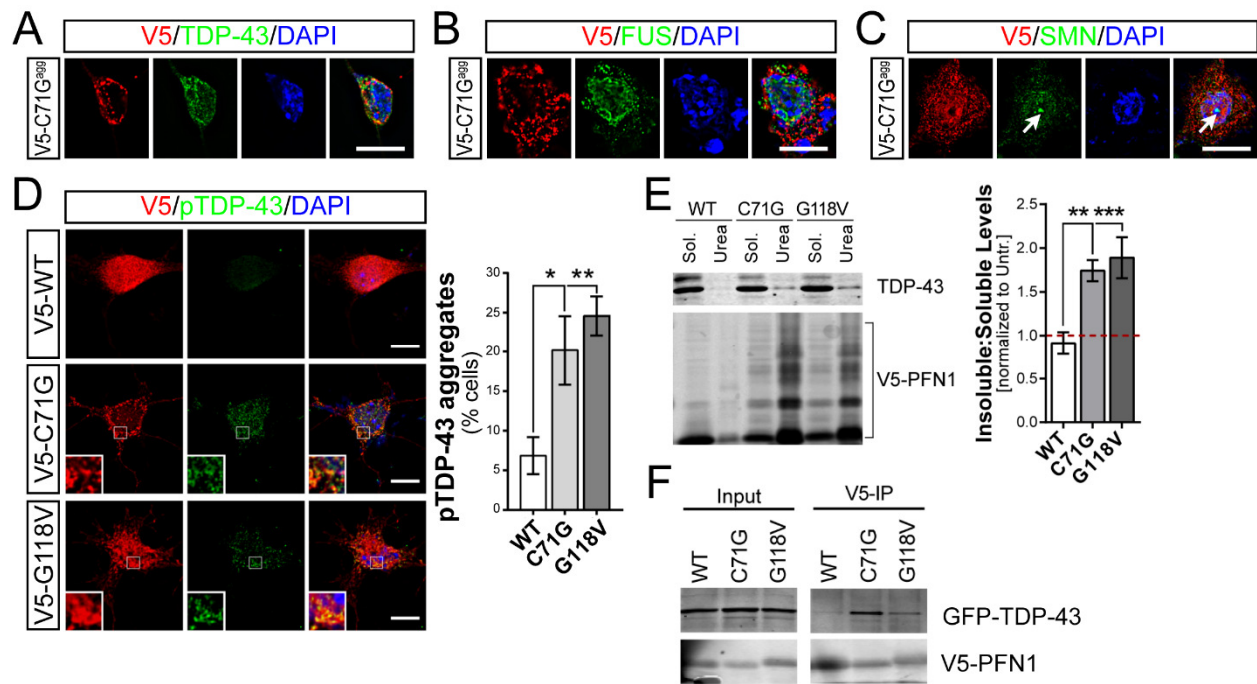 A
V5/TDP-43/DAPI
V5-C71Gagg
B
V5/FUS/DAPI
V5-C71Gagg
C
V5/SMN/DAPI
V5-C71Gagg
D
V5/pTDP-43/DAPI
V5-WT
V5-C71G
V5-G118V
pTDP-43 aggregates
(% cells)
30
25
20
15
10
5
0
* **
WT
C71G
G118V
E
WT C71G G118V
Sol. Urea Sol. Urea Sol. Urea
TDP-43
V5-PFN1
Insoluble:Soluble Levels
[normalized to Untr.]
2.5
2.0
1.5
1.0
0.5
0.0
** ***
WT
C71G
G118V
F
Input V5-IP
WT C71G G118V WT C71G G118V
GFP-TDP-43
V5-PFN1